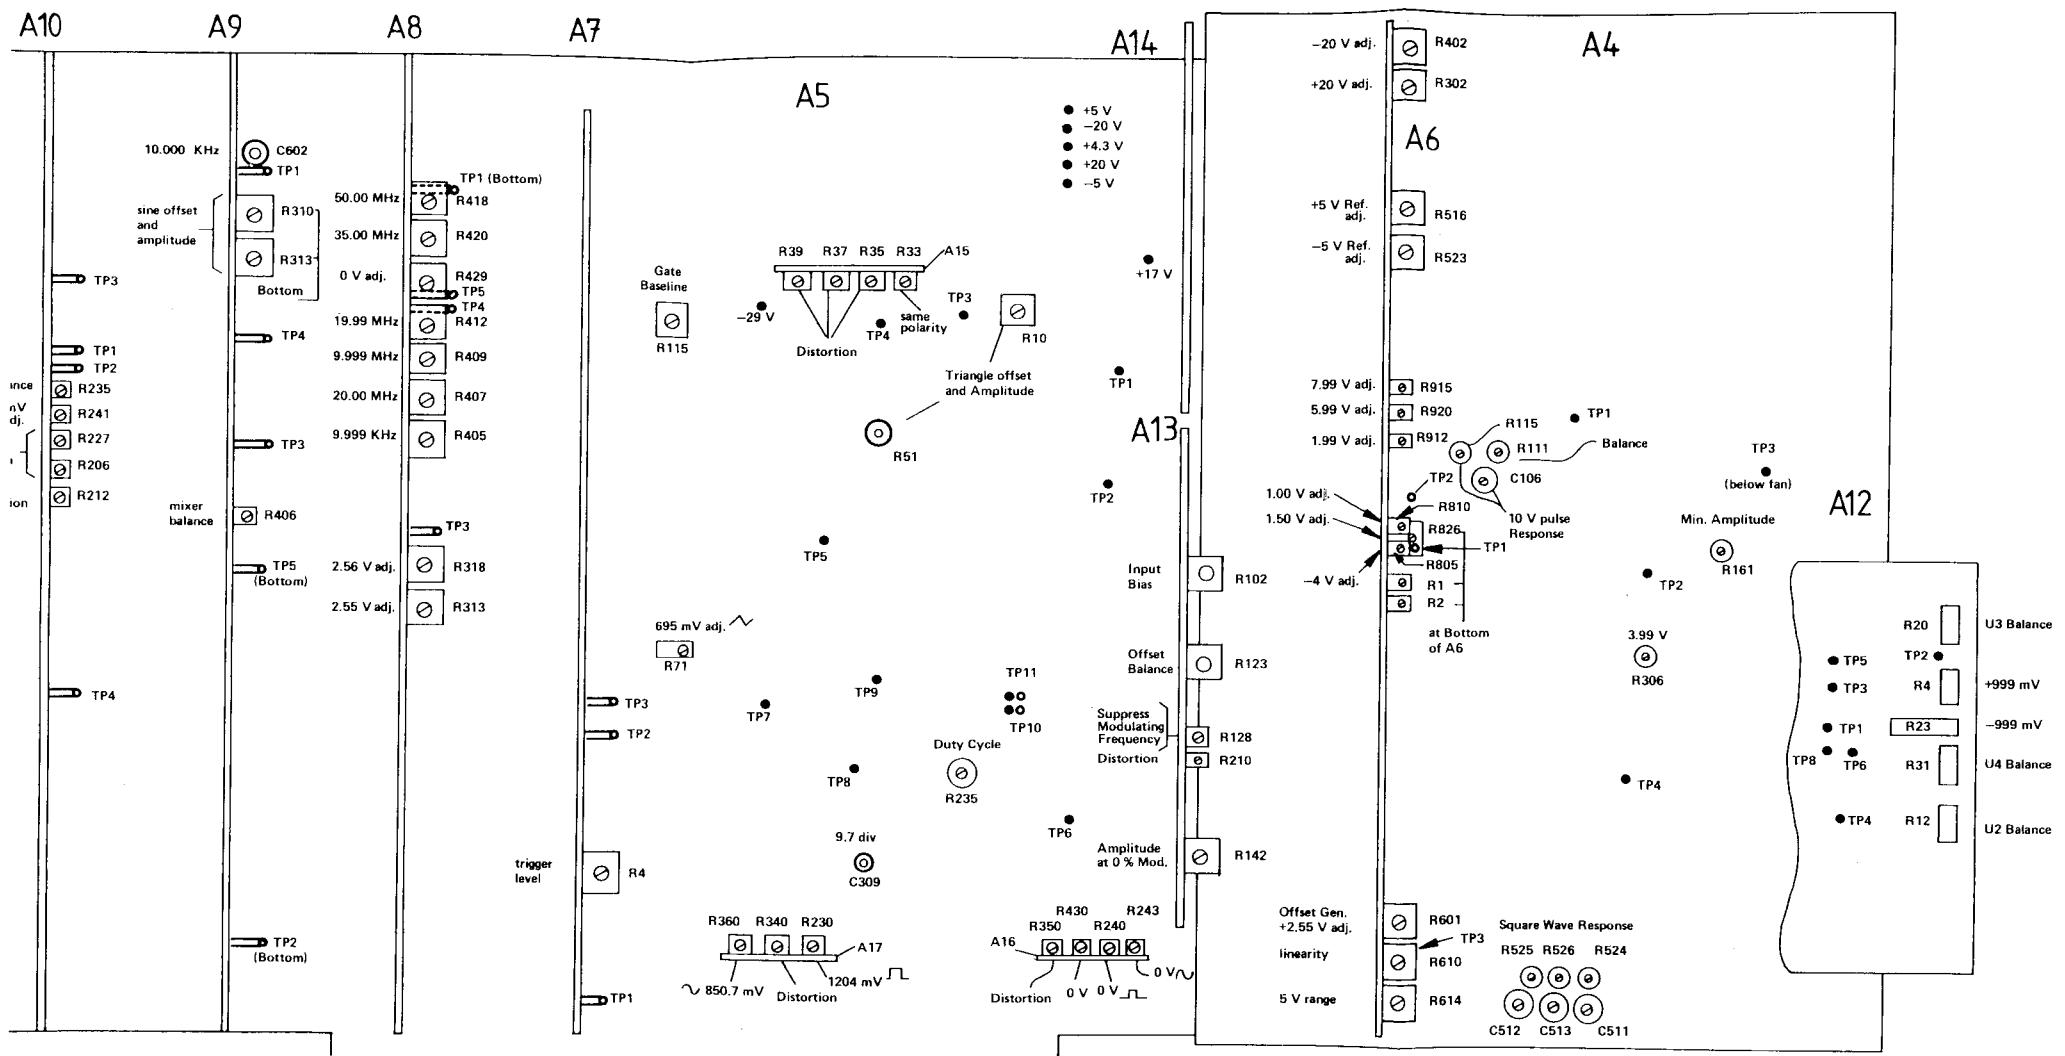 A10
A9
A8
A7
A14
A5
A4
A6
A13
A12
TP3
TP1
TP2
R235
R241
R227
R206
R212
TP4
nce
nV
dj.
ion
10.000 KHz
C602
TP1
sine offset
and
amplitude
R310
R313
Bottom
TP4
TP3
mixer
balance
R406
TP5
(Bottom)
TP2
(Bottom)
TP1 (Bottom)
50.00 MHz
R418
35.00 MHz
R420
0 V adj.
R429
TP5
TP4
19.99 MHz
R412
9.999 MHz
R409
20.00 MHz
R407
9.999 KHz
R405
TP3
2.56 V adj.
R318
2.55 V adj.
R313
TP3
TP2
trigger
level
R4
TP1
+5 V
−20 V
+4.3 V
+20 V
−5 V
+17 V
Gate
Baseline
R115
−29 V
R39
R37
R35
R33
A15
Distortion
same
polarity
TP4
TP3
R10
Triangle offset
and Amplitude
R51
TP1
TP2
TP5
695 mV adj.
R71
TP9
TP7
TP11
TP10
Duty Cycle
R235
TP8
TP6
9.7 div
C309
R360
R340
R230
A17
850.7 mV
Distortion
1204 mV
R430
R243
R350
R240
A16
Distortion
0 V
0 V
0 V
Input
Bias
R102
Offset
Balance
R123
Suppress
Modulating
Frequency
R128
Distortion
R210
Amplitude
at 0 % Mod.
R142
−20 V adj.
R402
+20 V adj.
R302
+5 V Ref.
adj.
R516
−5 V Ref.
adj.
R523
7.99 V adj.
R915
5.99 V adj.
R920
1.99 V adj.
R912
R115
R111
Balance
C106
TP2
1.00 V adj.
R810
1.50 V adj.
R826
10 V pulse
Response
TP1
R805
−4 V adj.
R1
R2
at Bottom
of A6
TP1
TP3
(below fan)
Min. Amplitude
R161
TP2
3.99 V
R306
TP4
Offset Gen.
+2.55 V adj.
R601
TP3
linearity
R610
5 V range
R614
Square Wave Response
R525
R526
R524
C512
C513
C511
R20
U3 Balance
TP5
TP2
TP3
R4
+999 mV
TP1
R23
−999 mV
TP8
TP6
R31
U4 Balance
TP4
R12
U2 Balance